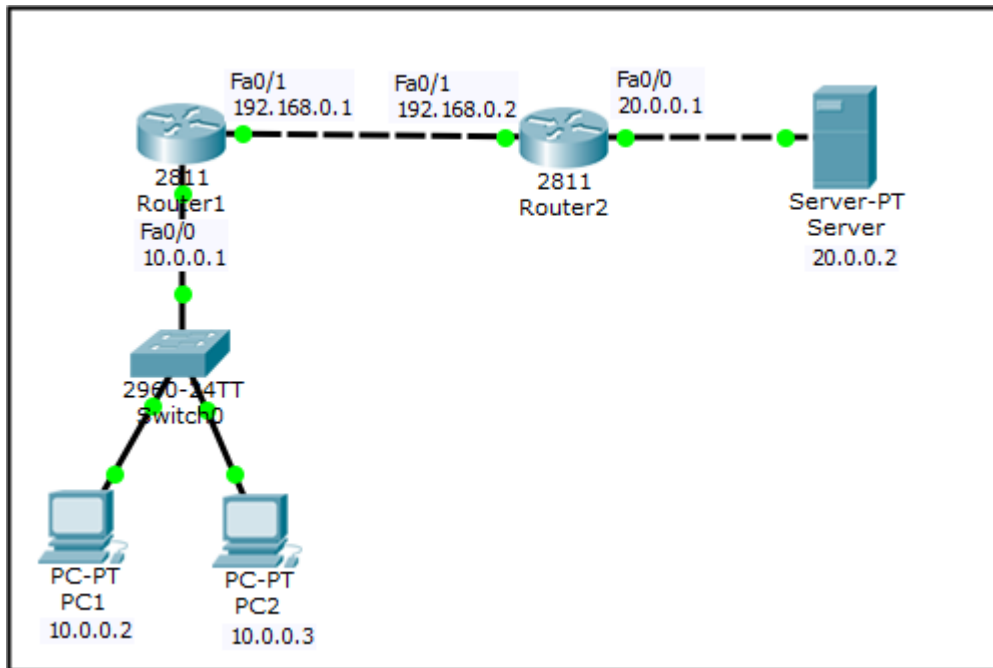 Fa0/1
192.168.0.1
Fa0/1
192.168.0.2
Fa0/0
20.0.0.1
2811
Router1
2811
Router2
Server-PT
Server
20.0.0.2
Fa0/0
10.0.0.1
2960-24TT
Switch0
PC-PT
PC1
10.0.0.2
PC-PT
PC2
10.0.0.3